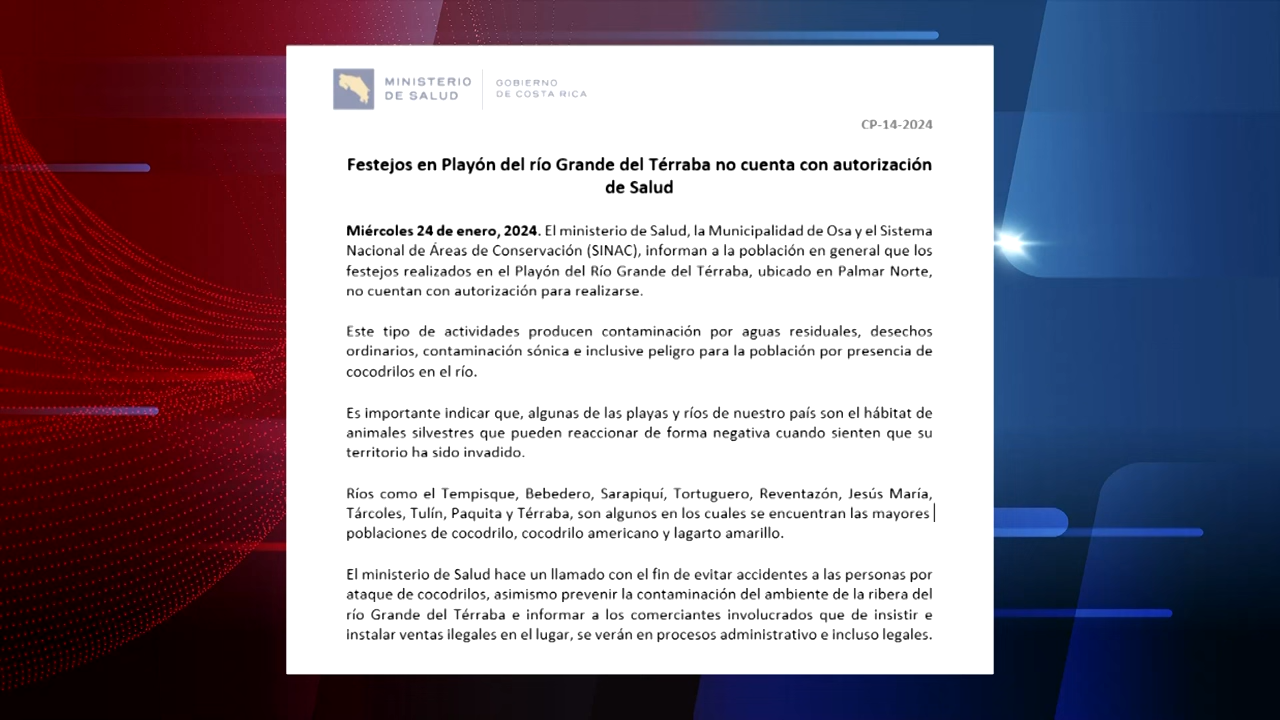 MINISTERIO
DE SALUD
GOBIERNO
DE COSTA RICA
CP-14-2024
Festejos en Playón del río Grande del Térraba no cuenta con autorización
de Salud
Miércoles 24 de enero, 2024. El ministerio de Salud, la Municipalidad de Osa y el Sistema
Nacional de Áreas de Conservación (SINAC), informan a la población en general que los
festejos realizados en el Playón del Río Grande del Térraba, ubicado en Palmar Norte,
no cuentan con autorización para realizarse.
Este tipo de actividades producen contaminación por aguas residuales, desechos
ordinarios, contaminación sónica e inclusive peligro para la población por presencia de
cocodrilos en el río.
Es importante indicar que, algunas de las playas y ríos de nuestro país son el hábitat de
animales silvestres que pueden reaccionar de forma negativa cuando sienten que su
territorio ha sido invadido.
Ríos como el Tempisque, Bebedero, Sarapiquí, Tortuguero, Reventazón, Jesús María,
Tárcoles, Tulín, Paquita y Térraba, son algunos en los cuales se encuentran las mayores
poblaciones de cocodrilo, cocodrilo americano y lagarto amarillo.
El ministerio de Salud hace un llamado con el fin de evitar accidentes a las personas por
ataque de cocodrilos, asimismo prevenir la contaminación del ambiente de la ribera del
río Grande del Térraba e informar a los comerciantes involucrados que de insistir e
instalar ventas ilegales en el lugar, se verán en procesos administrativo e incluso legales.